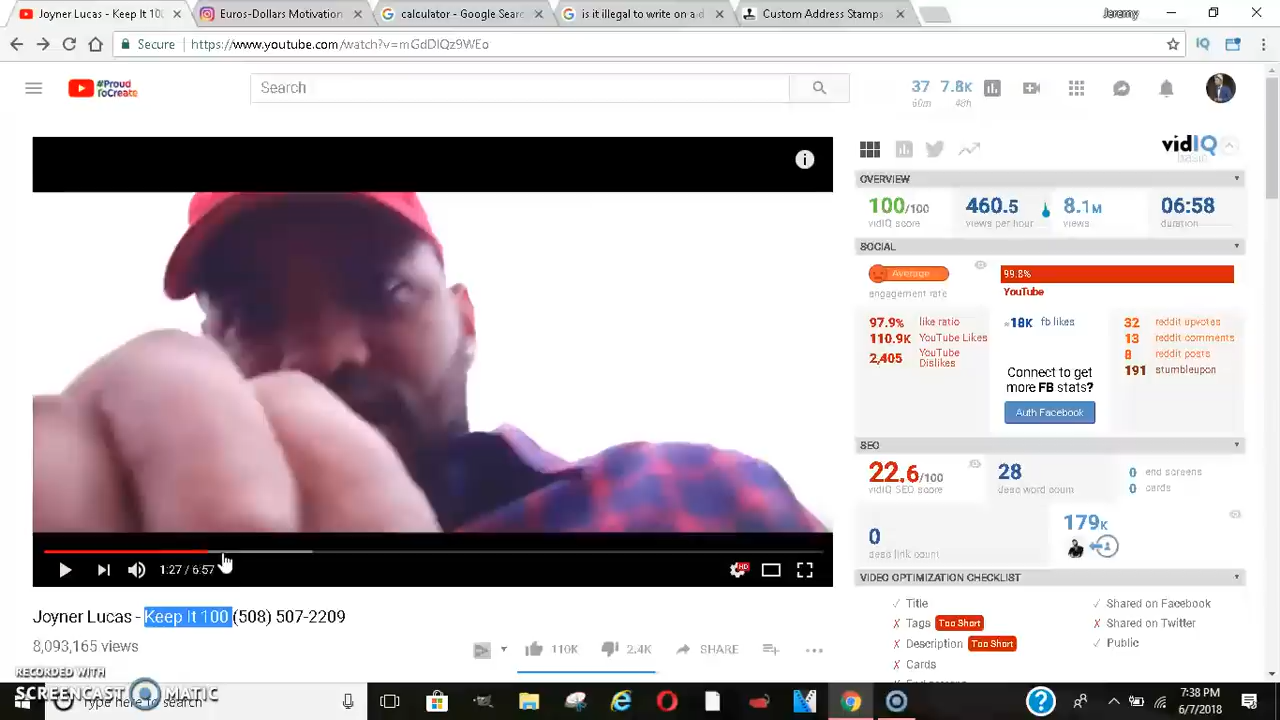 Joyner Lucas - Keep It 10
Euros-Dollars Motivation
calculator - Google Sear
is it illegal to write on a d
Custom Address Stamps
Jeremy
Secure
https://www.youtube.com/watch?v=mGdDlQz9WEo
#Proud
ToCreate
Search
37 7.8K
60m 48h
vidIQ
OVERVIEW
100/100 460.5 8.1M 06:58
vidIQ score views per hour views duration
SOCIAL
Average
engagement rate
99.8%
YouTube
97.9% like ratio
110.9K YouTube Likes
2,405 YouTube
Dislikes
18K fb likes
Connect to get
more FB stats?
Auth Facebook
32 reddit upvotes
13 reddit comments
8 reddit posts
191 stumbleupon
SEO
22.6/100
vidIQ SEO score
28
desc word count
0 end screens
0 cards
0
desc link count
179K
VIDEO OPTIMIZATION CHECKLIST
Title
Tags Too Short
Description Too Short
Cards
Shared on Facebook
Shared on Twitter
Public
1:27 / 6:57
HD
Joyner Lucas - Keep It 100 (508) 507-2209
8,093,165 views
110K 2.4K SHARE
RECORDED WITH
SCREENCAST MATIC
Type here to search
7:38 PM
6/7/2018